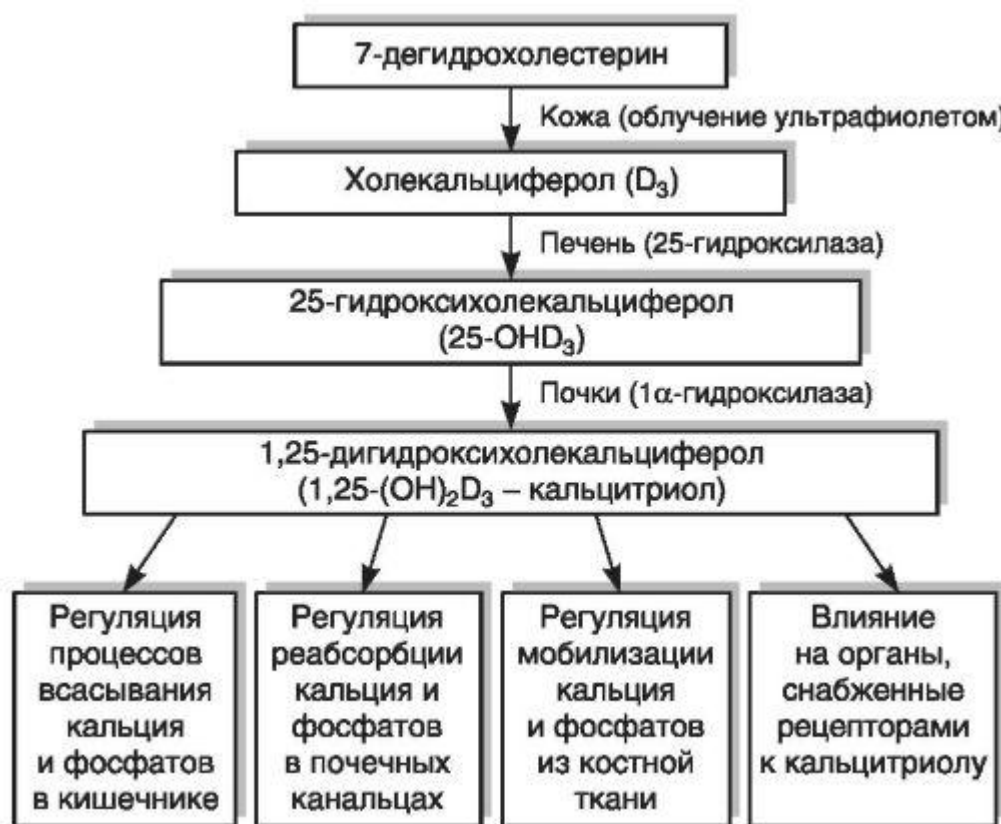 7-дегидрохолестерин
Кожа (облучение ультрафиолетом)
Холекальциферол (D₃)
Печень (25-гидроксилаза)
25-гидроксихолекальциферол
(25-OHD₃)
Почки (1α-гидроксилаза)
1,25-дигидроксихолекальциферол
(1,25-(OH)₂D₃ – кальцитриол)
Регуляция
процессов
всасывания
кальция
и фосфатов
в кишечнике
Регуляция
реабсорбции
кальция и
фосфатов
в почечных
канальцах
Регуляция
мобилизации
кальция
и фосфатов
из костной
ткани
Влияние
на органы,
снабженные
рецепторами
к кальцитриолу